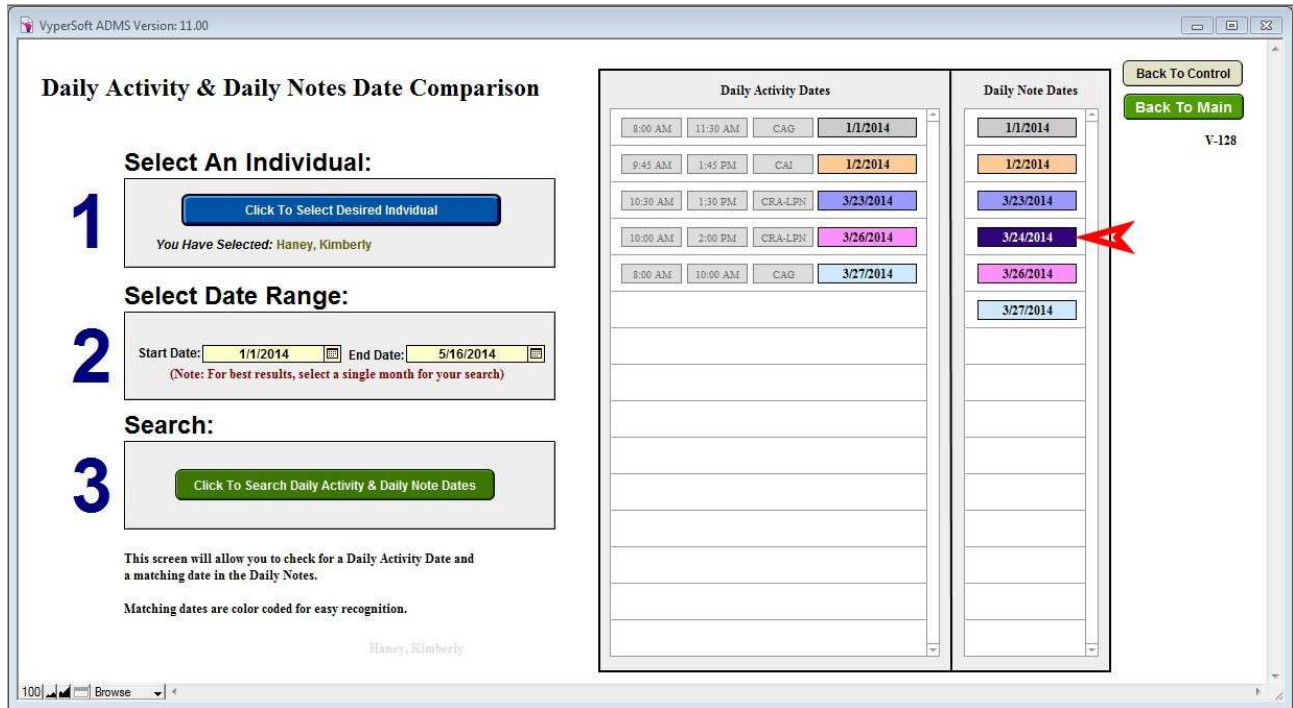 VyperSoft ADMS Version: 11.00
Daily Activity & Daily Notes Date Comparison
1
Select An Individual:
Click To Select Desired Indvidual
You Have Selected: Haney, Kimberly
2
Select Date Range:
Start Date: 1/1/2014 End Date: 5/16/2014
(Note: For best results, select a single month for your search)
3
Search:
Click To Search Daily Activity & Daily Note Dates
This screen will allow you to check for a Daily Activity Date and
a matching date in the Daily Notes.
Matching dates are color coded for easy recognition.
Haney, Kimberly
Daily Activity Dates
8:00 AM 11:30 AM CAG 1/1/2014
9:45 AM 1:45 PM CAI 1/2/2014
10:30 AM 1:30 PM CRA-LPN 3/23/2014
10:00 AM 2:00 PM CRA-LPN 3/26/2014
8:00 AM 10:00 AM CAG 3/27/2014
Daily Note Dates
1/1/2014
1/2/2014
3/23/2014
3/24/2014
3/26/2014
3/27/2014
Back To Control
Back To Main
V-128
100 Browse